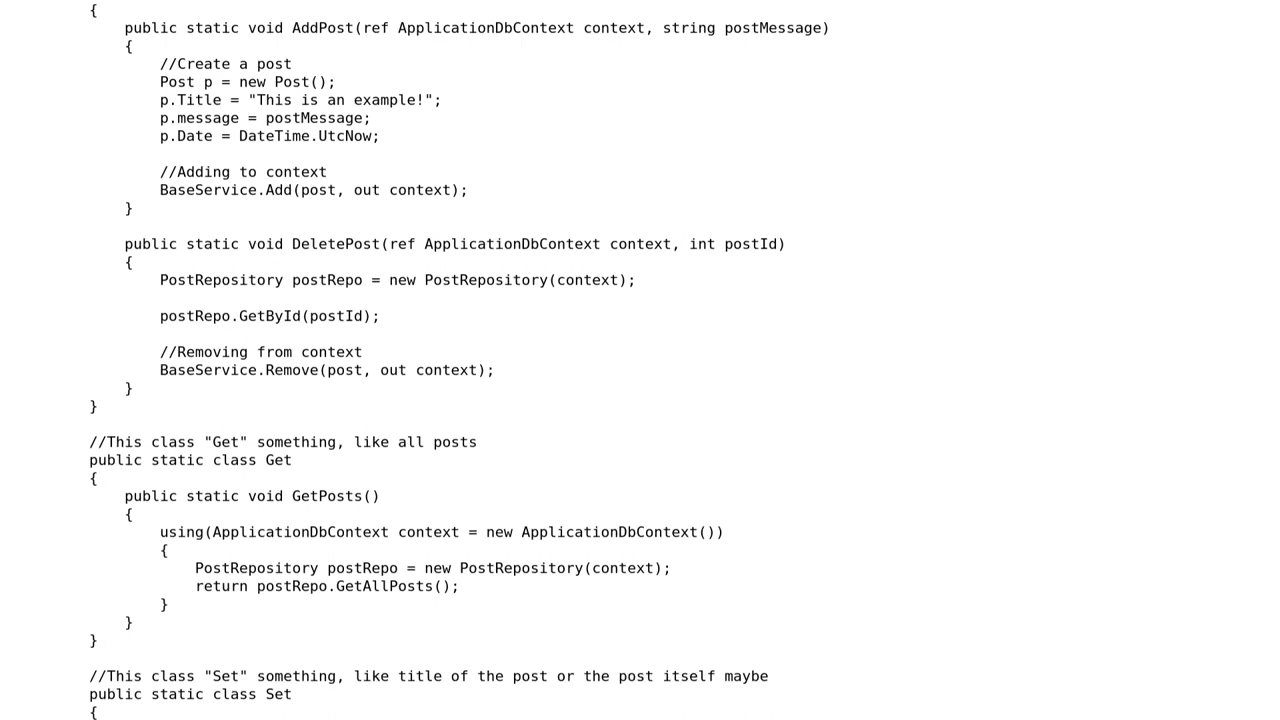 {
    public static void AddPost(ref ApplicationDbContext context, string postMessage)
    {
        //Create a post
        Post p = new Post();
        p.Title = "This is an example!";
        p.message = postMessage;
        p.Date = DateTime.UtcNow;

        //Adding to context
        BaseService.Add(post, out context);
    }

    public static void DeletePost(ref ApplicationDbContext context, int postId)
    {
        PostRepository postRepo = new PostRepository(context);

        postRepo.GetById(postId);

        //Removing from context
        BaseService.Remove(post, out context);
    }
}

//This class "Get" something, like all posts
public static class Get
{
    public static void GetPosts()
    {
        using(ApplicationDbContext context = new ApplicationDbContext())
        {
            PostRepository postRepo = new PostRepository(context);
            return postRepo.GetAllPosts();
        }
    }
}

//This class "Set" something, like title of the post or the post itself maybe
public static class Set
{